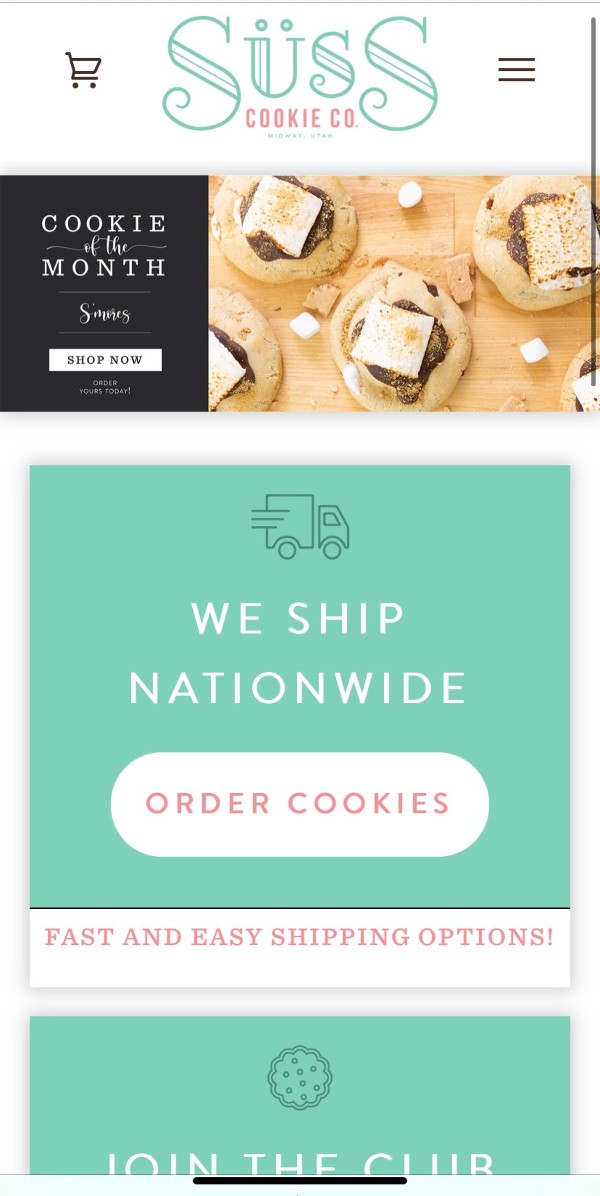 SüSS
COOKIE CO.
MIDWAY, UTAH
COOKIE
of the
MONTH
S'mores
SHOP NOW
ORDER
YOURS TODAY!
WE SHIP
NATIONWIDE
ORDER COOKIES
FAST AND EASY SHIPPING OPTIONS!
JOIN THE CLUB